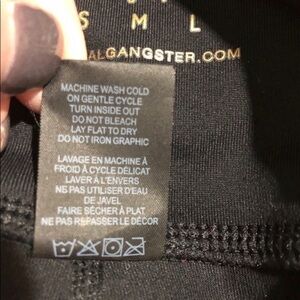 S M L
ALGANGSTER.COM
MACHINE WASH COLD
ON GENTLE CYCLE
TURN INSIDE OUT
DO NOT BLEACH
LAY FLAT TO DRY
DO NOT IRON GRAPHIC
LAVAGE EN MACHINE À
FROID À CYCLE DÉLICAT
LAVER À L'ENVERS
NE PAS UTILISER D'EAU
DE JAVEL
FAIRE SÉCHER À PLAT
NE PAS REPASSER LE DÉCOR